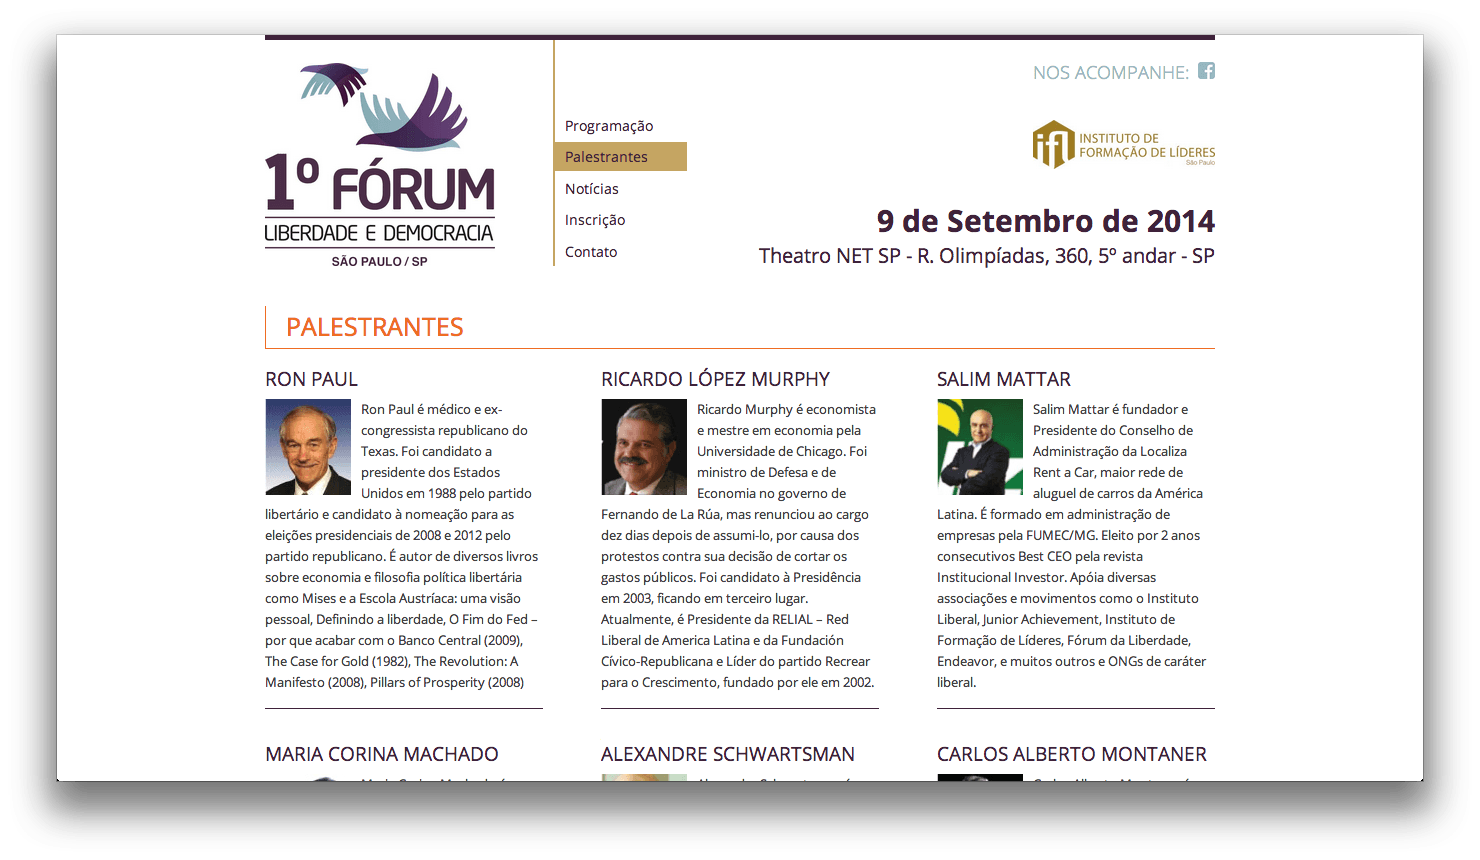 1º FÓRUM
LIBERDADE E DEMOCRACIA
SÃO PAULO / SP
Programação
Palestrantes
Notícias
Inscrição
Contato
NOS ACOMPANHE:
ifl INSTITUTO DE
FORMAÇÃO DE LÍDERES
São Paulo
9 de Setembro de 2014
Theatro NET SP - R. Olimpíadas, 360, 5º andar - SP
PALESTRANTES
RON PAUL
Ron Paul é médico e ex-
congressista republicano do
Texas. Foi candidato a
presidente dos Estados
Unidos em 1988 pelo partido
libertário e candidato à nomeação para as
eleições presidenciais de 2008 e 2012 pelo
partido republicano. É autor de diversos livros
sobre economia e filosofia política libertária
como Mises e a Escola Austríaca: uma visão
pessoal, Definindo a liberdade, O Fim do Fed –
por que acabar com o Banco Central (2009),
The Case for Gold (1982), The Revolution: A
Manifesto (2008), Pillars of Prosperity (2008)
RICARDO LÓPEZ MURPHY
Ricardo Murphy é economista
e mestre em economia pela
Universidade de Chicago. Foi
ministro de Defesa e de
Economia no governo de
Fernando de La Rúa, mas renunciou ao cargo
dez dias depois de assumi-lo, por causa dos
protestos contra sua decisão de cortar os
gastos públicos. Foi candidato à Presidência
em 2003, ficando em terceiro lugar.
Atualmente, é Presidente da RELIAL – Red
Liberal de America Latina e da Fundación
Cívico-Republicana e Líder do partido Recrear
para o Crescimento, fundado por ele em 2002.
SALIM MATTAR
Salim Mattar é fundador e
Presidente do Conselho de
Administração da Localiza
Rent a Car, maior rede de
aluguel de carros da América
Latina. É formado em administração de
empresas pela FUMEC/MG. Eleito por 2 anos
consecutivos Best CEO pela revista
Institucional Investor. Apóia diversas
associações e movimentos como o Instituto
Liberal, Junior Achievement, Instituto de
Formação de Líderes, Fórum da Liberdade,
Endeavor, e muitos outros e ONGs de caráter
liberal.
MARIA CORINA MACHADO
ALEXANDRE SCHWARTSMAN
CARLOS ALBERTO MONTANER